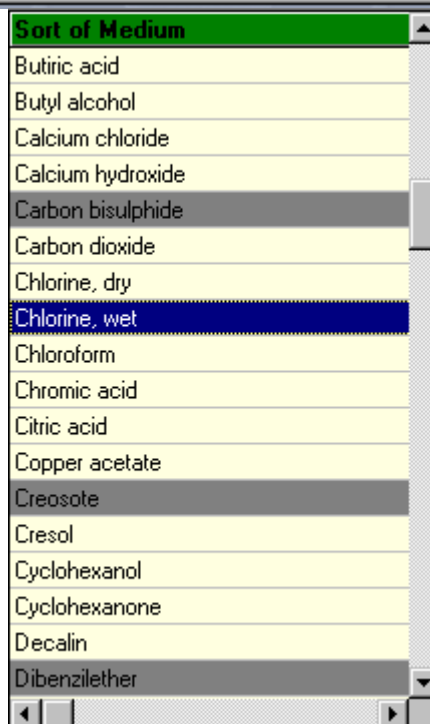 Sort of Medium
Butiric acid
Butyl alcohol
Calcium chloride
Calcium hydroxide
Carbon bisulphide
Carbon dioxide
Chlorine, dry
Chlorine, wet
Chloroform
Chromic acid
Citric acid
Copper acetate
Creosote
Cresol
Cyclohexanol
Cyclohexanone
Decalin
Dibenzilether